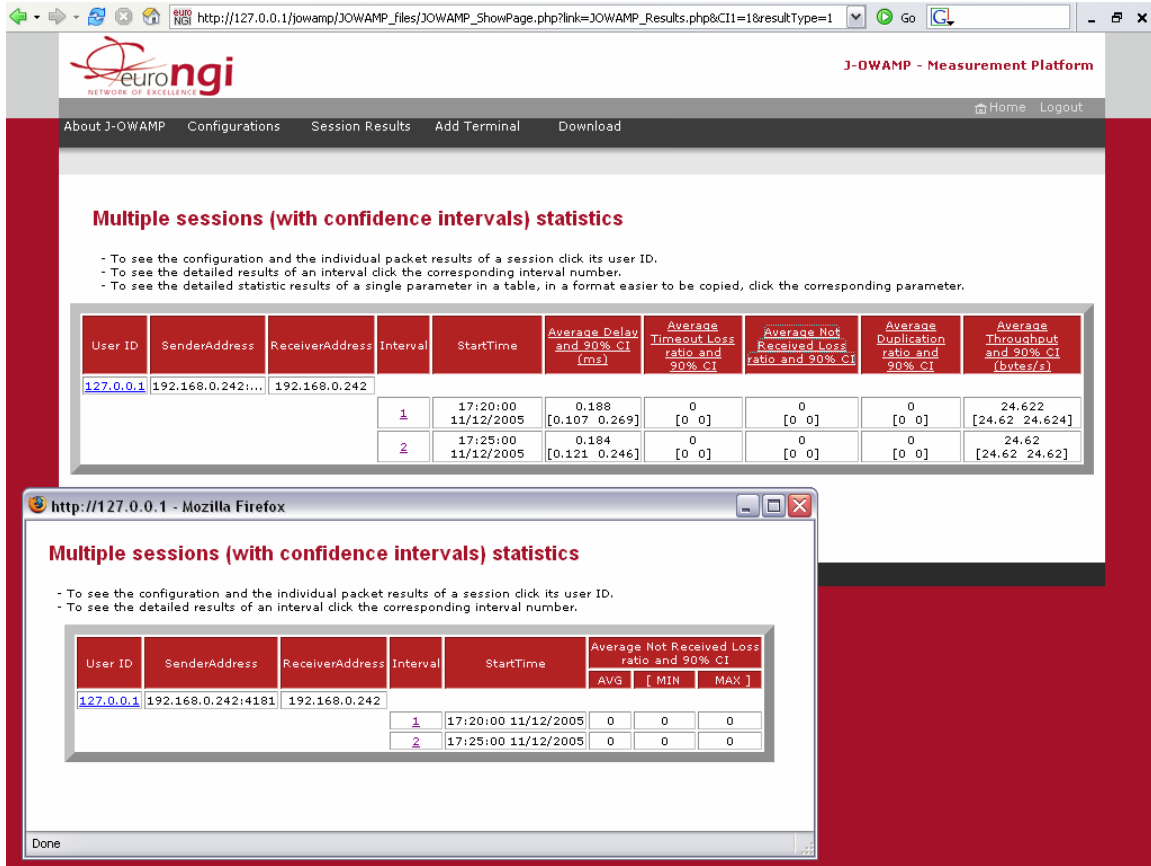 euro NGI http://127.0.0.1/jowamp/JOWAMP_files/JOWAMP_ShowPage.php?link=JOWAMP_Results.php&CI1=1&resultType=1 Go G
euro ngi
NETWORK OF EXCELLENCE
J-OWAMP - Measurement Platform
Home Logout
About J-OWAMP Configurations Session Results Add Terminal Download
Multiple sessions (with confidence intervals) statistics
- To see the configuration and the individual packet results of a session click its user ID.
- To see the detailed results of an interval click the corresponding interval number.
- To see the detailed statistic results of a single parameter in a table, in a format easier to be copied, click the corresponding parameter.
User ID SenderAddress ReceiverAddress Interval StartTime
Average Delay
and 90% CI
(ms)
Average
Timeout Loss
ratio and
90% CI
Average Not
Received Loss
ratio and 90% CI
Average
Duplication
ratio and
90% CI
Average
Throughput
and 90% CI
(bytes/s)
127.0.0.1 192.168.0.242:... 192.168.0.242
1 17:20:00 0.188 0 0 0 24.622
11/12/2005 [0.107 0.269] [0 0] [0 0] [0 0] [24.62 24.624]
2 17:25:00 0.184 0 0 0 24.62
11/12/2005 [0.121 0.246] [0 0] [0 0] [0 0] [24.62 24.62]
http://127.0.0.1 - Mozilla Firefox
Multiple sessions (with confidence intervals) statistics
- To see the configuration and the individual packet results of a session click its user ID.
- To see the detailed results of an interval click the corresponding interval number.
User ID SenderAddress ReceiverAddress Interval StartTime
Average Not Received Loss
ratio and 90% CI
AVG [ MIN MAX ]
127.0.0.1 192.168.0.242:4181 192.168.0.242
1 17:20:00 11/12/2005 0 0 0
2 17:25:00 11/12/2005 0 0 0
Done